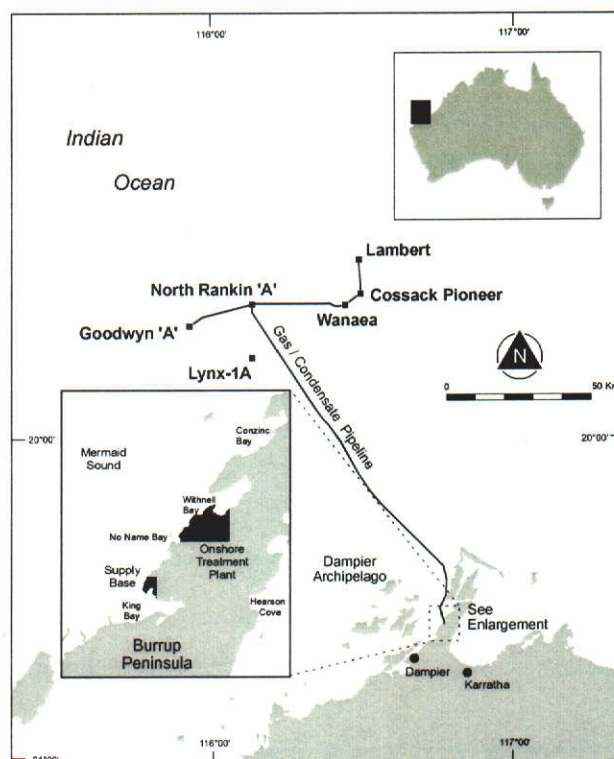 116°00'
117°00'
Indian
Ocean
Lambert
North Rankin 'A'
Cossack Pioneer
Wanaea
Goodwyn 'A'
Lynx-1A
N
0
50
Gas / Condensate Pipeline
20°00'
20°00'
Conzinc
Bay
Mermaid
Sound
Withnell
Bay
No Name Bay
Onshore
Treatment
Plant
Supply
Base
King
Bay
Hearson
Cove
Burrup
Peninsula
Dampier
Archipelago
See
Enlargement
Dampier
Karratha
116°00'
117°00'